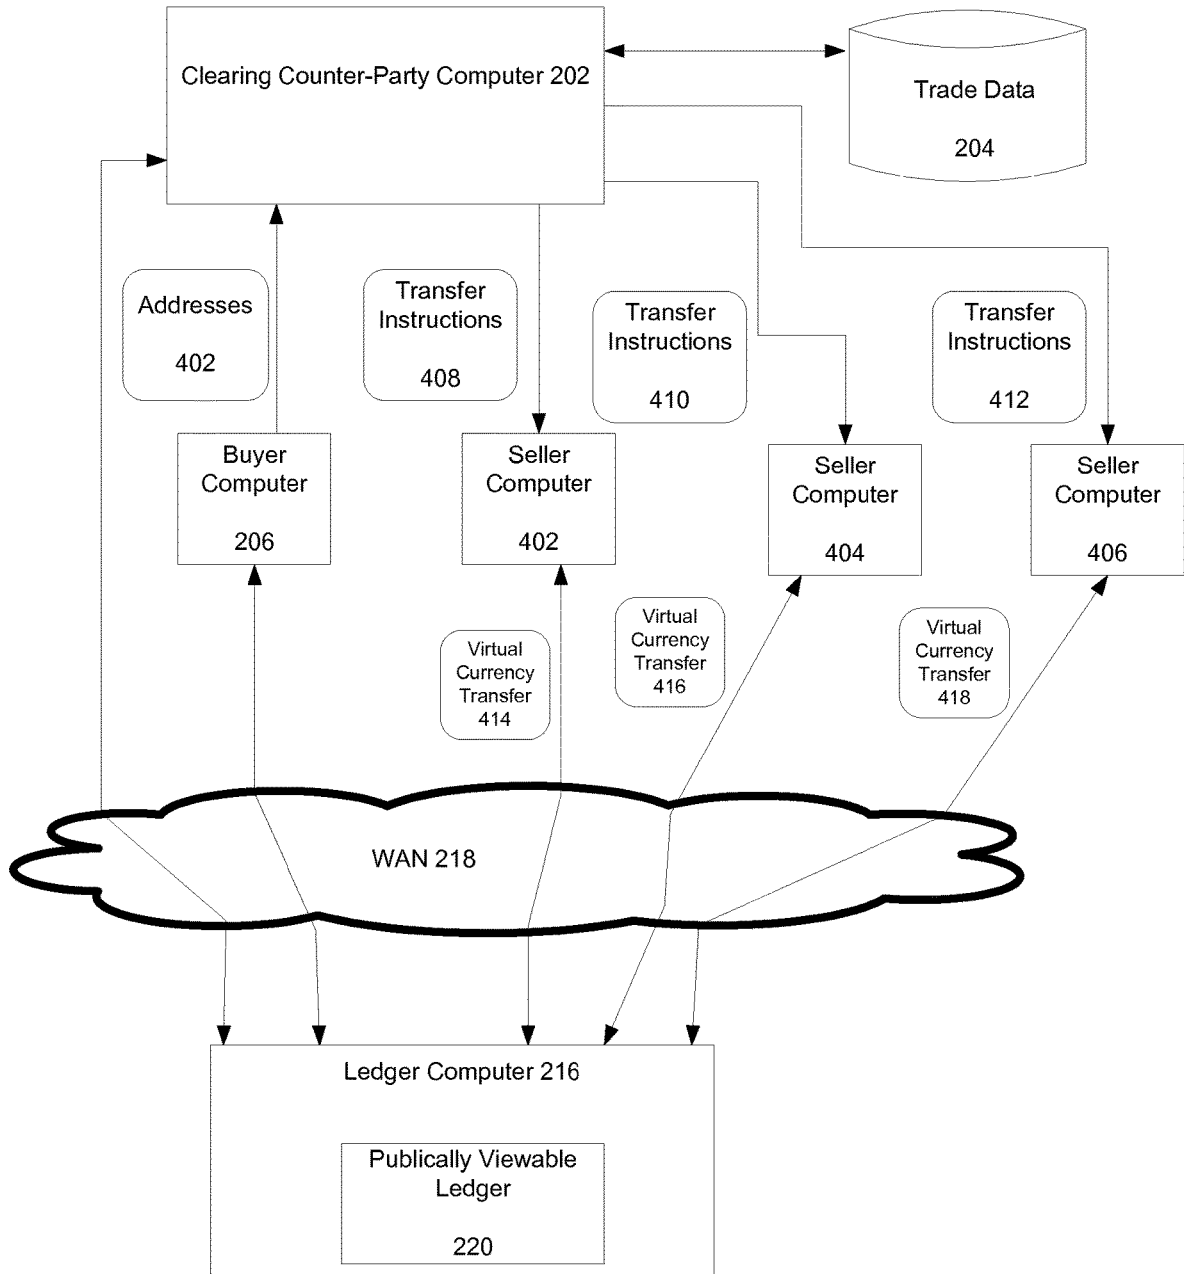 Clearing Counter-Party Computer 202
Trade Data
204
Addresses
402
Transfer
Instructions
408
Transfer
Instructions
410
Transfer
Instructions
412
Buyer
Computer
206
Seller
Computer
402
Seller
Computer
404
Seller
Computer
406
Virtual
Currency
Transfer
414
Virtual
Currency
Transfer
416
Virtual
Currency
Transfer
418
WAN 218
Ledger Computer 216
Publically Viewable
Ledger
220